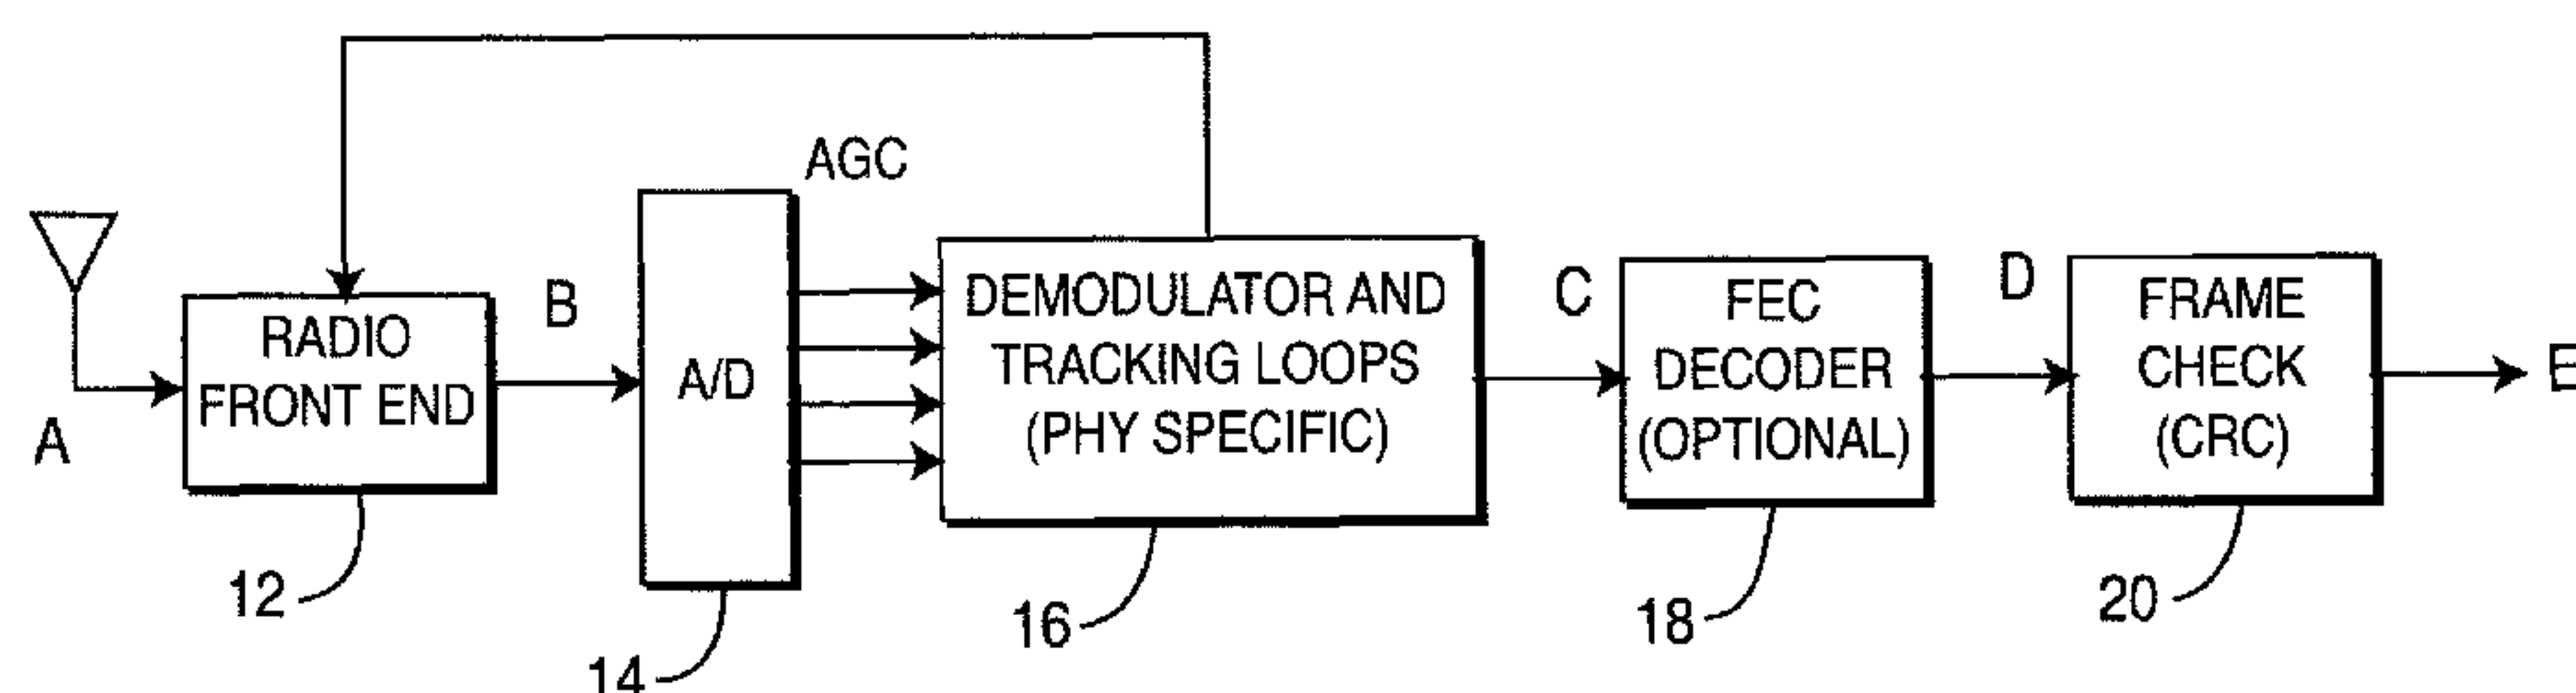 AGC
A
RADIO
FRONT END
12
B
A/D
14
DEMODULATOR AND
TRACKING LOOPS
(PHY SPECIFIC)
16
C
FEC
DECODER
(OPTIONAL)
18
D
FRAME
CHECK
(CRC)
20
E